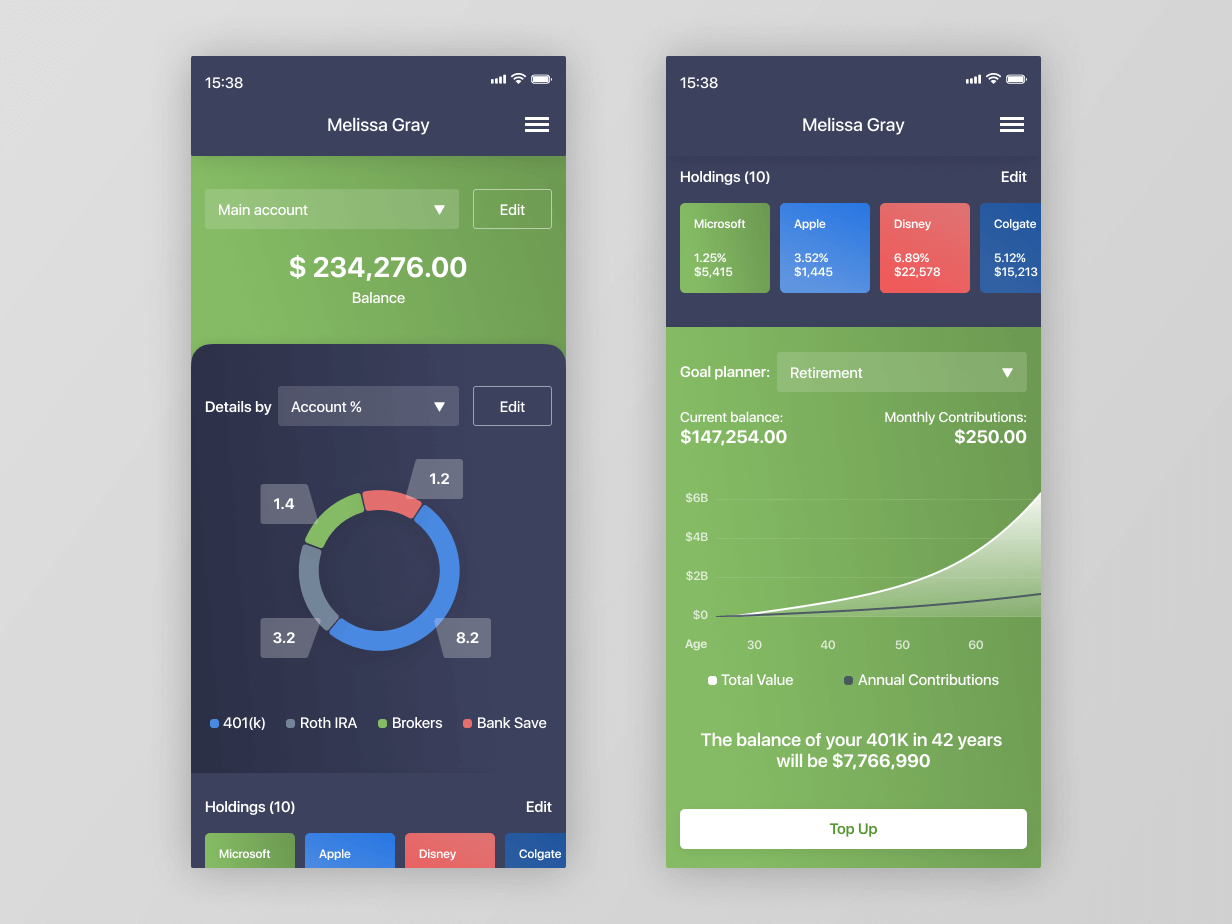 15:38
Melissa Gray
Main account
Edit
$ 234,276.00
Balance
Details by
Account %
Edit
1.2
1.4
3.2
8.2
401(k)
Roth IRA
Brokers
Bank Save
Holdings (10)
Edit
Microsoft
Apple
Disney
Colgate
15:38
Melissa Gray
Holdings (10)
Edit
Microsoft
1.25%
$5,415
Apple
3.52%
$1,445
Disney
6.89%
$22,578
Colgate
5.12%
$15,213
Goal planner:
Retirement
Current balance:
$147,254.00
Monthly Contributions:
$250.00
$6B
$4B
$2B
$0
Age
30
40
50
60
Total Value
Annual Contributions
The balance of your 401K in 42 years
will be $7,766,990
Top Up